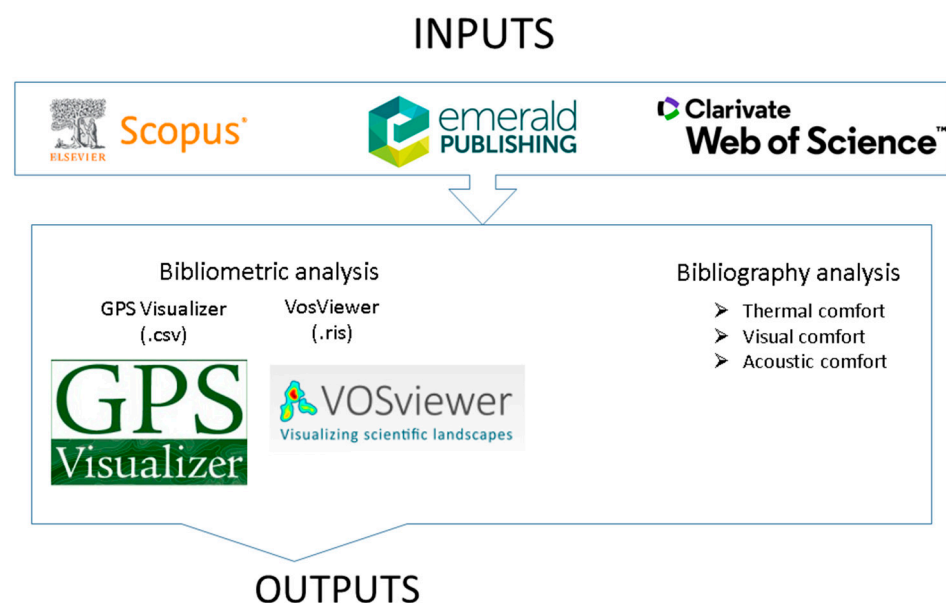 INPUTS
ELSEVIER
Scopus®
emerald
PUBLISHING
Clarivate
Web of Science™
Bibliometric analysis
GPS Visualizer
(.csv)
VosViewer
(.ris)
GPS
Visualizer
VOSviewer
Visualizing scientific landscapes
Bibliography analysis
➢ Thermal comfort
➢ Visual comfort
➢ Acoustic comfort
OUTPUTS